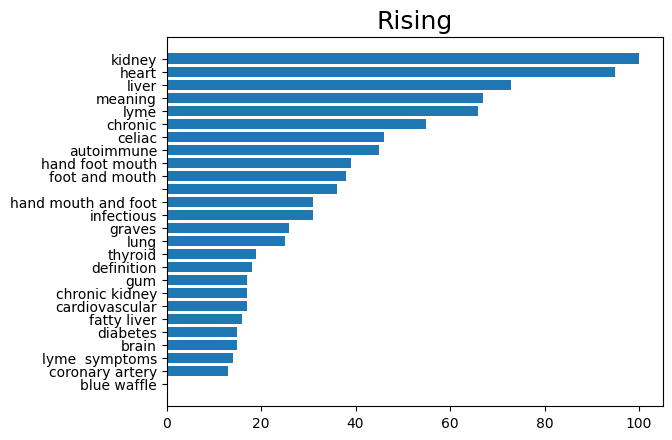 Rising
kidney
heart
liver
meaning
lyme
chronic
celiac
autoimmune
hand foot mouth
foot and mouth
hand mouth and foot
infectious
graves
lung
thyroid
definition
gum
chronic kidney
cardiovascular
fatty liver
diabetes
brain
lyme  symptoms
coronary artery
blue waffle
0 20 40 60 80 100